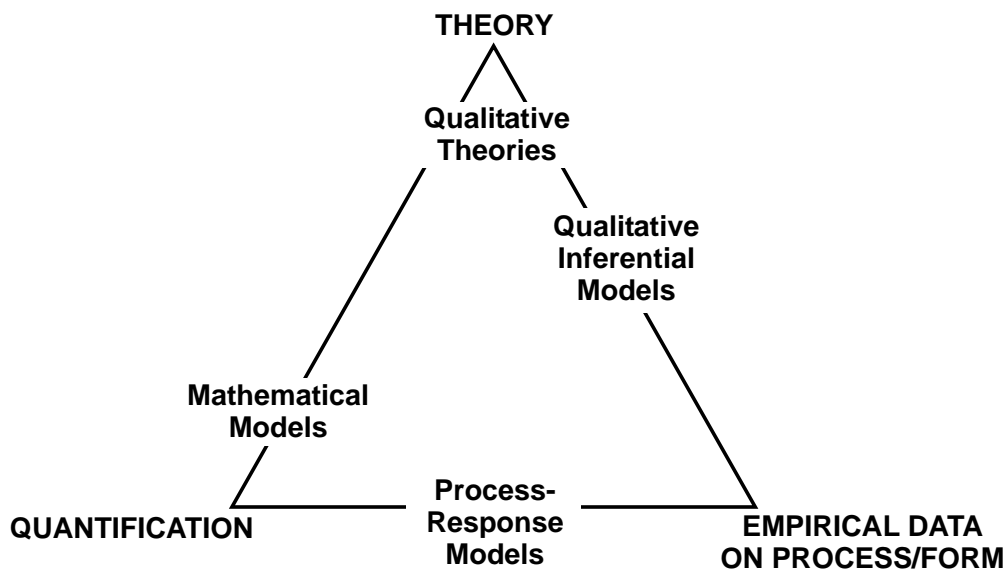 THEORY
Qualitative
Theories
Qualitative
Inferential
Models
Mathematical
Models
Process-
Response
Models
QUANTIFICATION
EMPIRICAL DATA
ON PROCESS/FORM